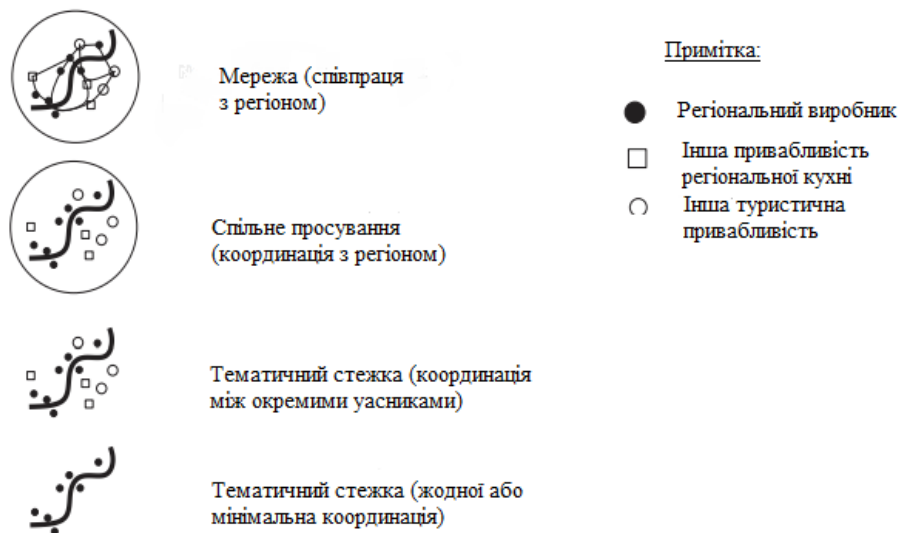 Мережа (співпраця
з регіоном)
Спільне просування
(координація з регіоном)
Тематичний стежка (координація
між окремими уасниками)
Тематичний стежка (жодної або
мінімальна координація)
Примітка:
Регіональний виробник
Інша привабливість
регіональної кухні
Інша туристична
привабливість